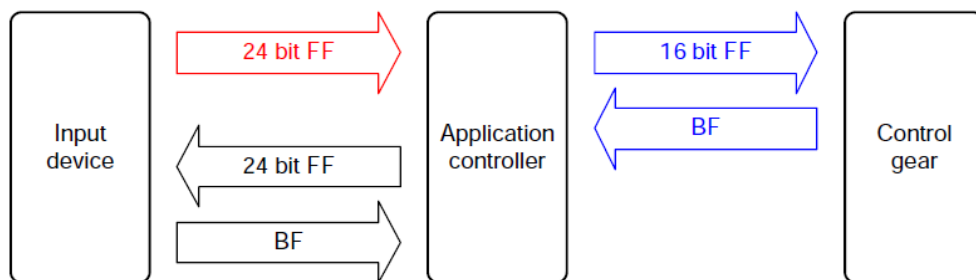 24 bit FF
16 bit FF
BF
Input
device
Application
controller
Control
gear
24 bit FF
BF